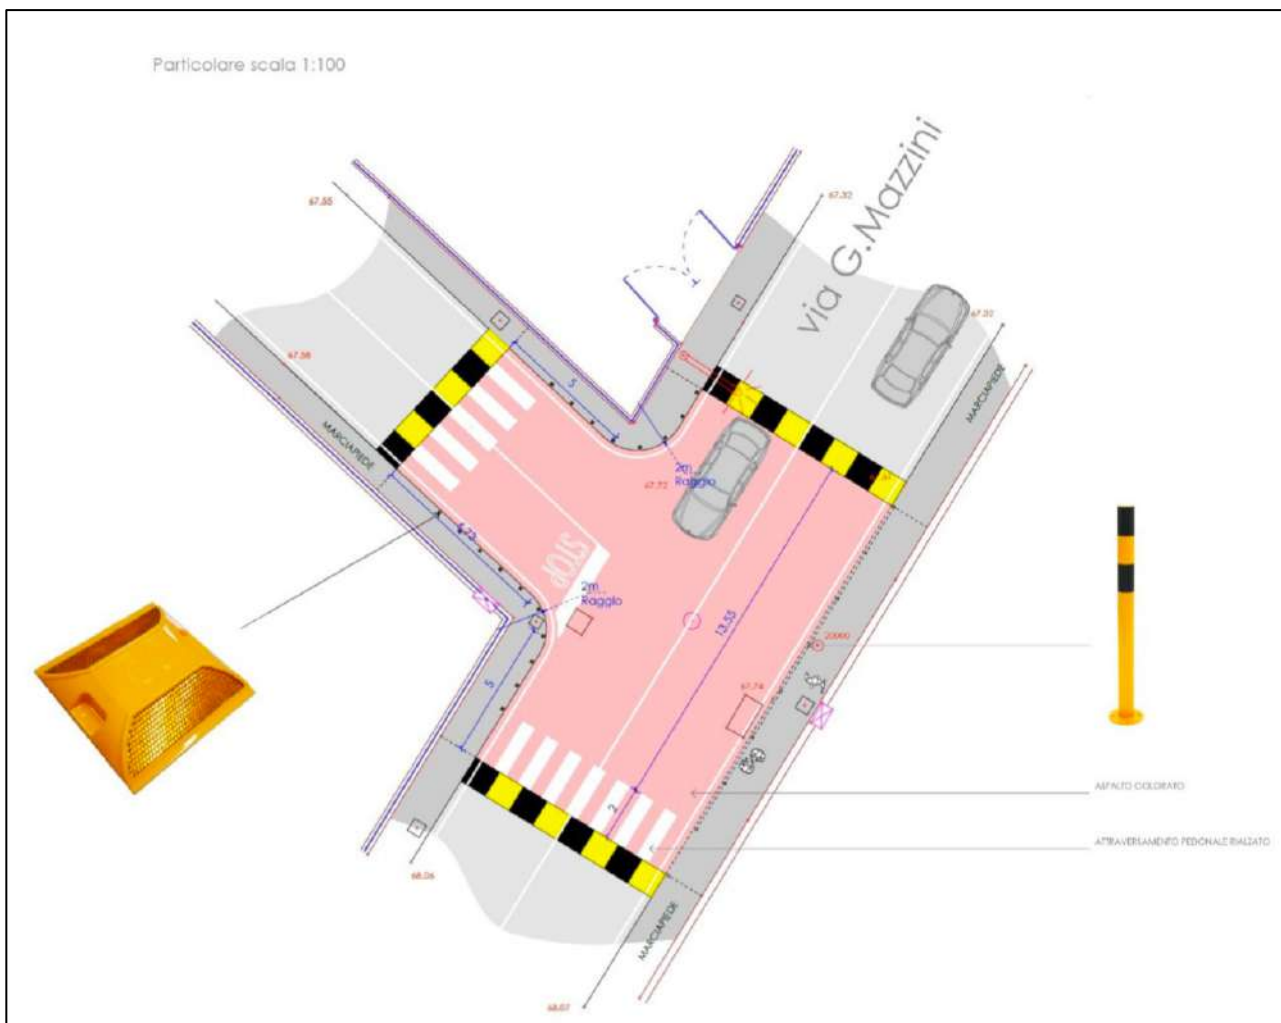 Particolare scala 1:100
via G.Mazzini
67.55
67.32
67.58
67.32
MARCIAPIEDE
MARCIAPIEDE
5
2m
Raggio
67.72
STOP
2m
Raggio
13.55
67.74
5
2
ASFALTO COLORATO
ATTRAVERSAMENTO PEDONALE RIALZATO
68.06
MARCIAPIEDE
68.07